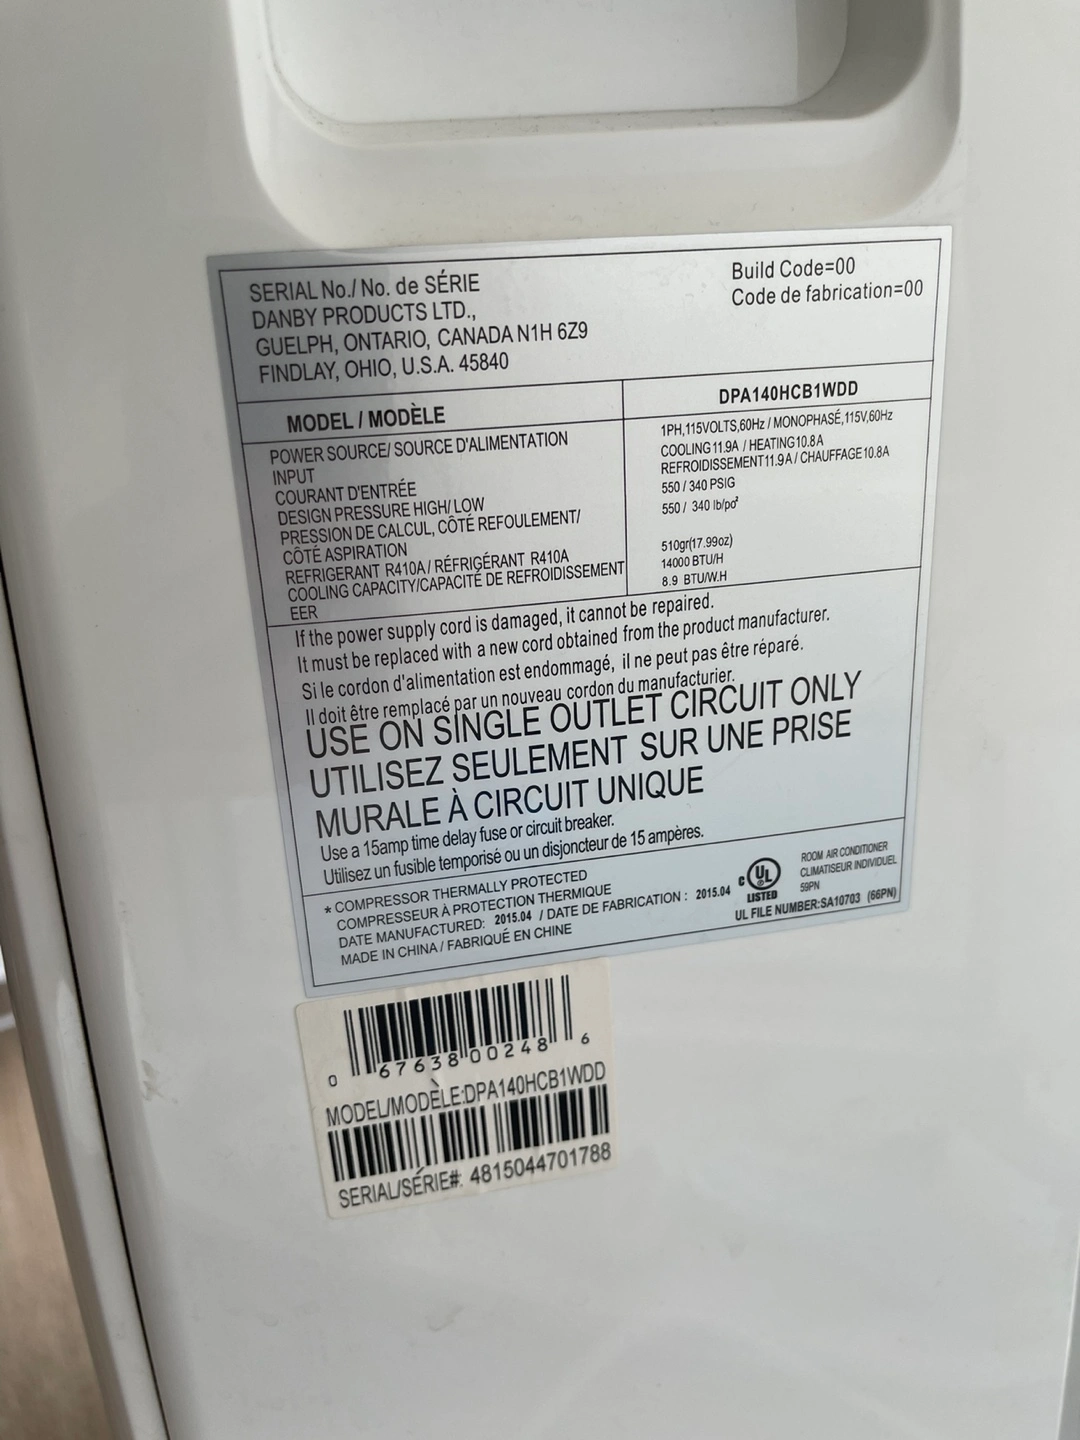 SERIAL No./ No. de SÉRIE
DANBY PRODUCTS LTD.,
GUELPH, ONTARIO, CANADA N1H 6Z9
FINDLAY, OHIO, U.S.A. 45840
Build Code=00
Code de fabrication=00
MODEL / MODÈLE
DPA140HCB1WDD
POWER SOURCE/ SOURCE D'ALIMENTATION
INPUT
COURANT D'ENTRÉE
DESIGN PRESSURE HIGH/ LOW
PRESSION DE CALCUL, CÔTÉ REFOULEMENT/
CÔTÉ ASPIRATION
REFRIGERANT R410A / RÉFRIGÉRANT R410A
COOLING CAPACITY/CAPACITÉ DE REFROIDISSEMENT
EER
1PH,115VOLTS,60Hz / MONOPHASÉ,115V,60Hz
COOLING 11.9A / HEATING10.8A
REFROIDISSEMENT11.9A / CHAUFFAGE10.8A
550 / 340 PSIG
550 / 340 lb/po²
510gr(17.99oz)
14000 BTU/H
8.9 BTU/W.H
If the power supply cord is damaged, it cannot be repaired.
It must be replaced with a new cord obtained from the product manufacturer.
Si le cordon d'alimentation est endommagé, il ne peut pas être réparé.
Il doit être remplacé par un nouveau cordon du manufacturier.
USE ON SINGLE OUTLET CIRCUIT ONLY
UTILISEZ SEULEMENT SUR UNE PRISE
MURALE À CIRCUIT UNIQUE
Use a 15amp time delay fuse or circuit breaker.
Utilisez un fusible temporisé ou un disjoncteur de 15 ampères.
* COMPRESSOR THERMALLY PROTECTED
COMPRESSEUR À PROTECTION THERMIQUE
DATE MANUFACTURED: 2015.04 / DATE DE FABRICATION : 2015.04
MADE IN CHINA / FABRIQUÉ EN CHINE
C UL
LISTED
ROOM AIR CONDITIONER
CLIMATISEUR INDIVIDUEL
59PN
UL FILE NUMBER:SA10703 (66PN)
0 67638 00248 6
MODEL/MODÈLE:DPA140HCB1WDD
SERIAL/SÉRIE#: 4815044701788